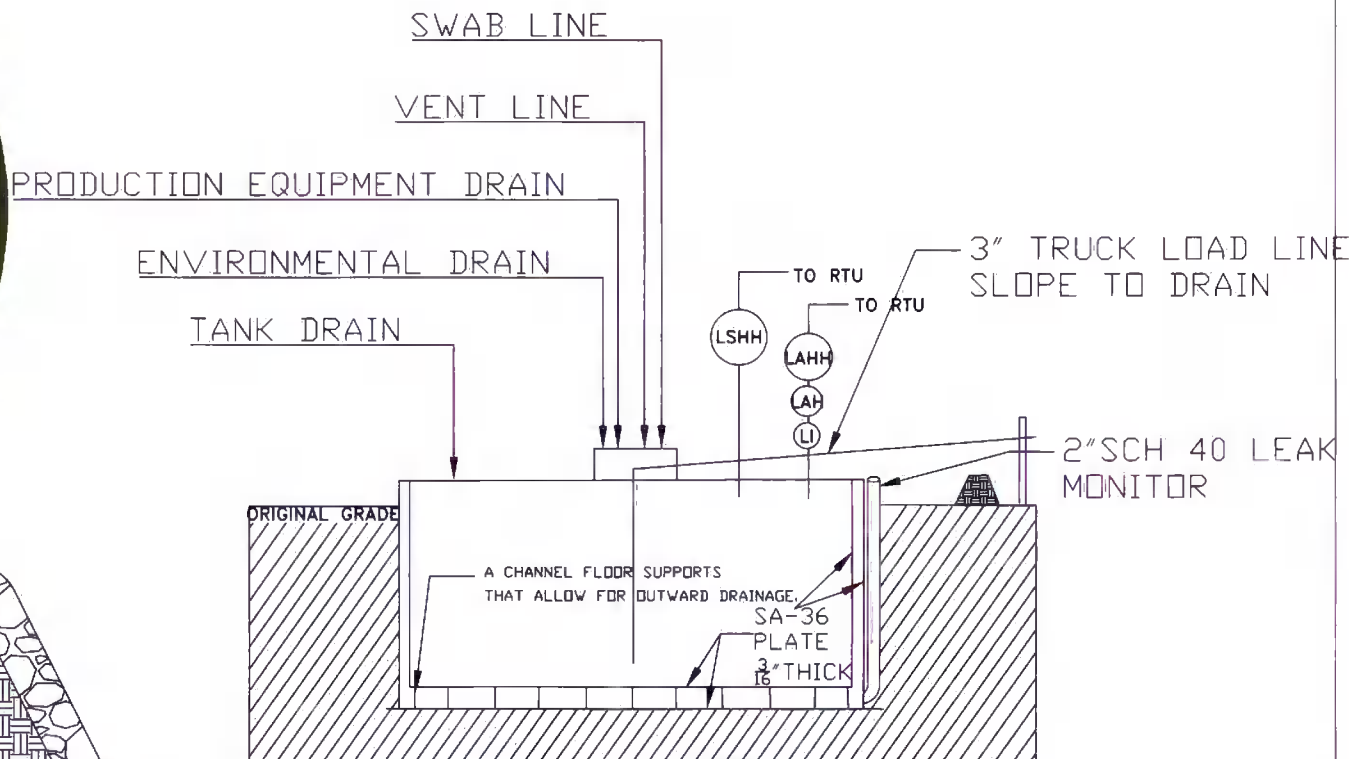 SWAB LINE
VENT LINE
PRODUCTION EQUIPMENT DRAIN
ENVIRONMENTAL DRAIN
TANK DRAIN
3" TRUCK LOAD LINE
SLOPE TO DRAIN
TO RTU
TO RTU
LSHH
LAHH
LAH
LI
2"SCH 40 LEAK
MONITOR
ORIGINAL GRADE
A CHANNEL FLOOR SUPPORTS
THAT ALLOW FOR OUTWARD DRAINAGE.
SA-36
PLATE
3/16" THICK